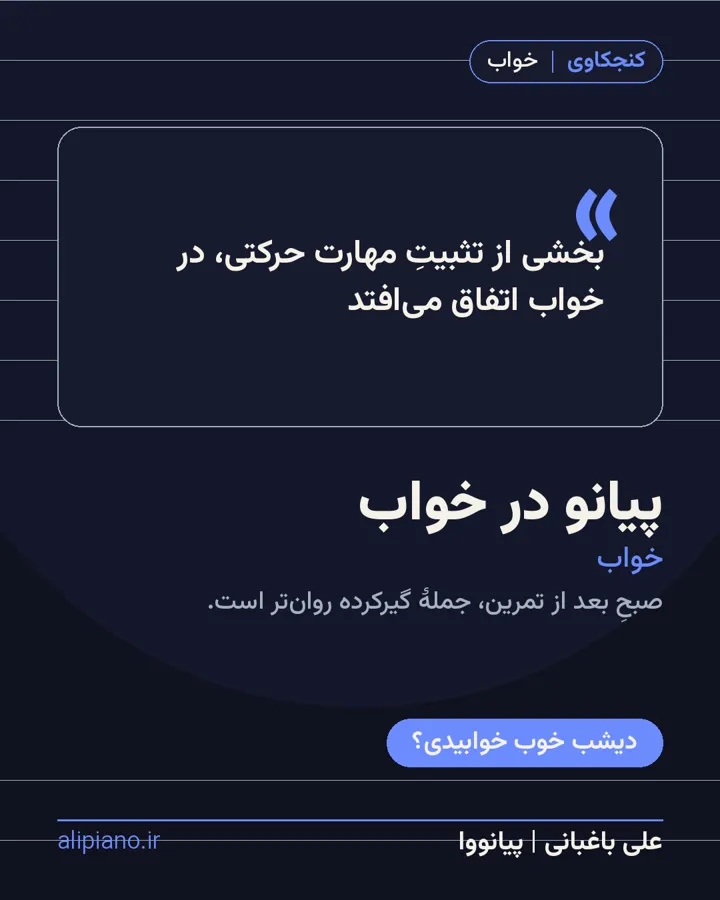 کنجکاوی | خواب
«
بخشی از تثبیتِ مهارت حرکتی، در
خواب اتفاق می‌افتد
پیانو در خواب
خواب
صبحِ بعد از تمرین، جملهٔ گیرکرده روان‌تر است.
دیشب خوب خوابیدی؟
علی باغبانی | پیانووا
alipiano.ir